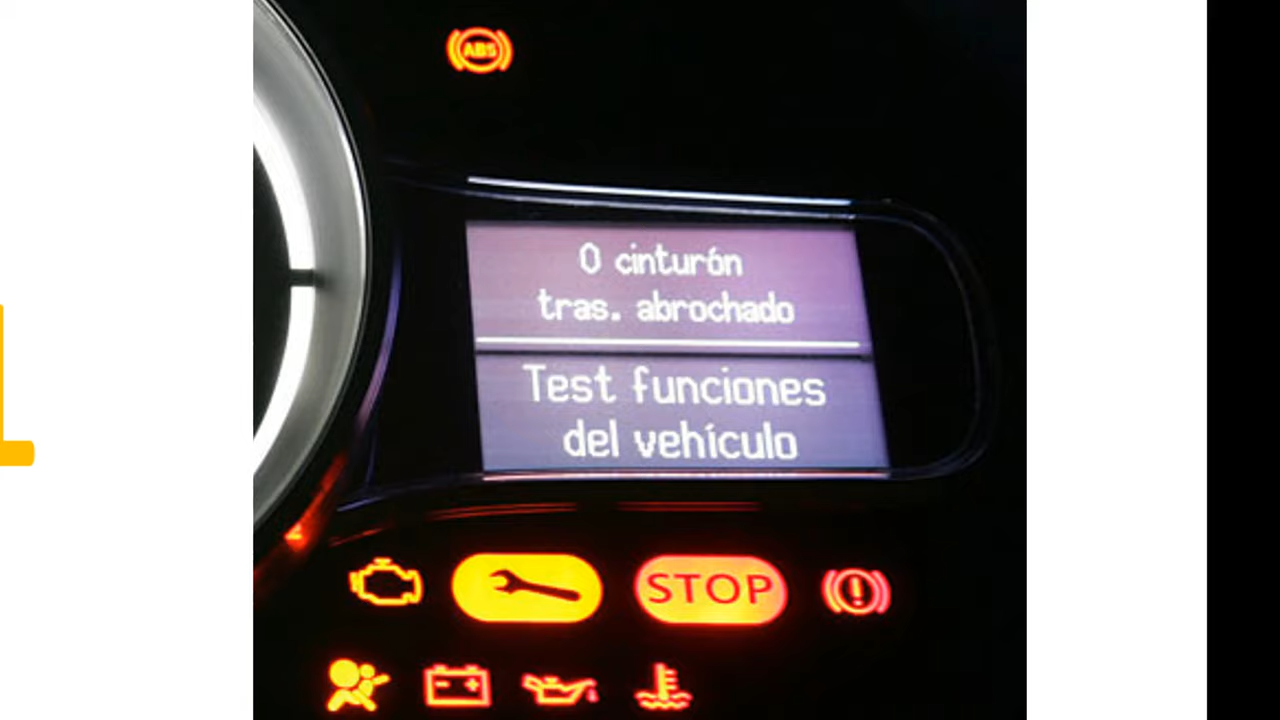 ABS
0 cinturón
tras. abrochado
Test funciones
del vehículo
STOP